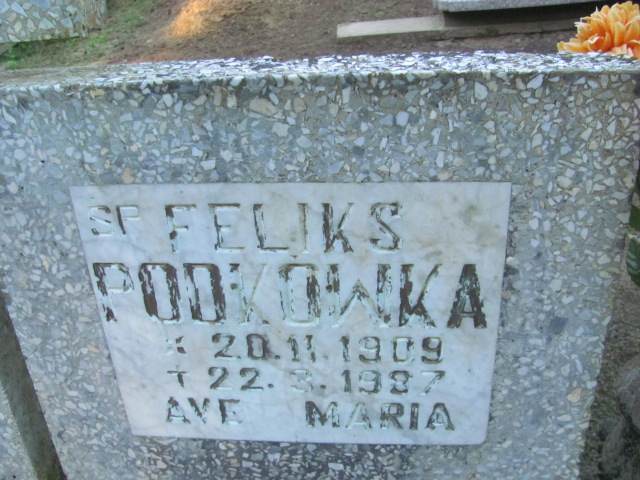 SP FELIKS
PODKOWKA
* 20.11.1909
† 22.3.1987
AVE MARIA